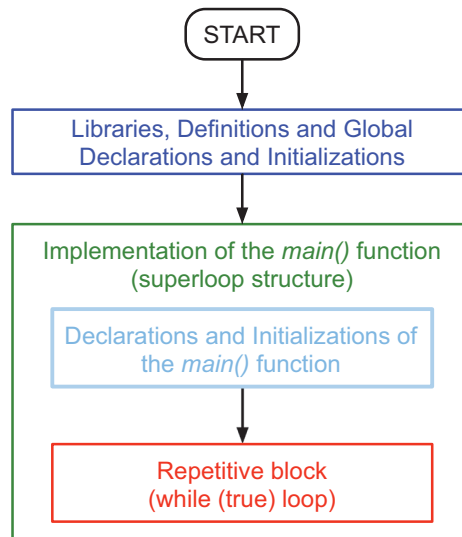 START
Libraries, Definitions and Global
Declarations and Initializations
Implementation of the main() function
(superloop structure)
Declarations and Initializations of
the main() function
Repetitive block
(while (true) loop)